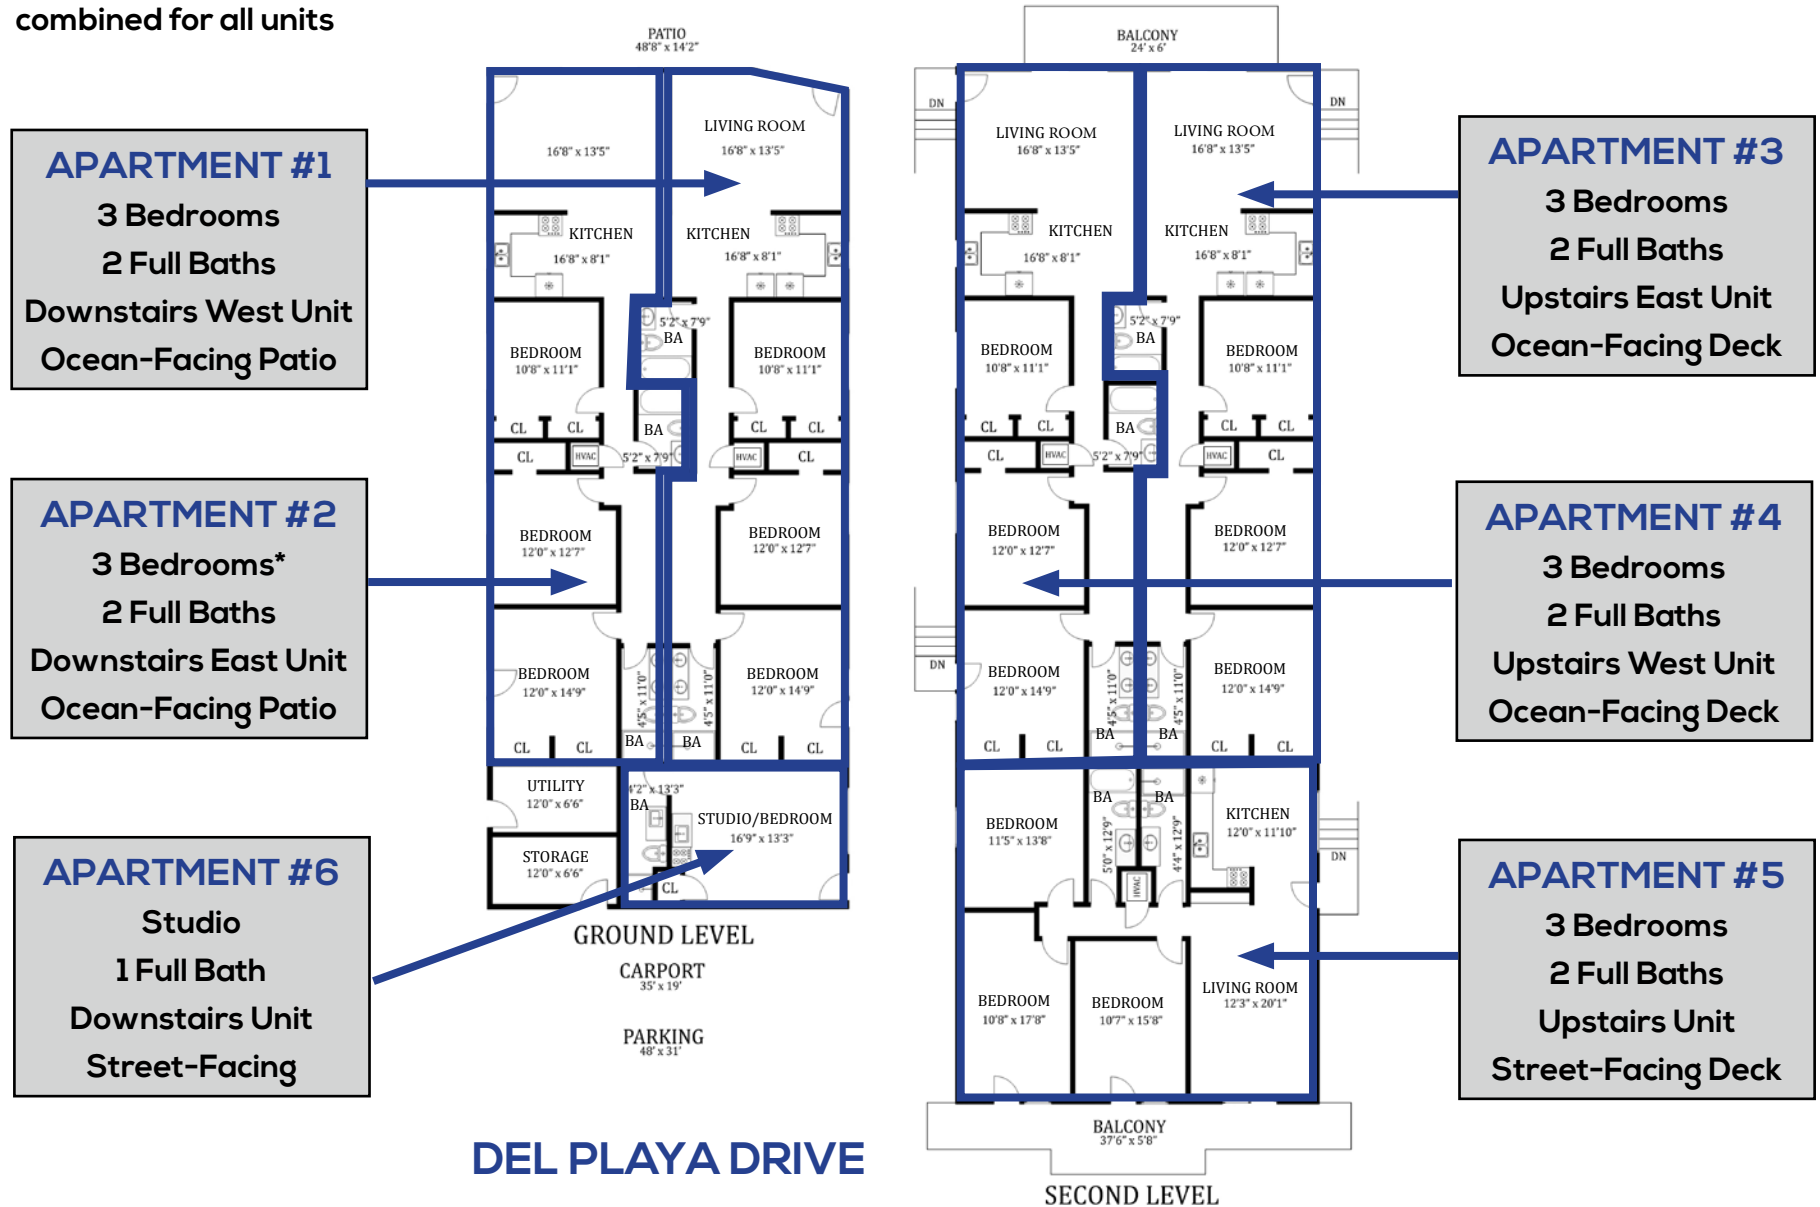 combined for all units
APARTMENT #1
3 Bedrooms
2 Full Baths
Downstairs West Unit
Ocean-Facing Patio
APARTMENT #2
3 Bedrooms*
2 Full Baths
Downstairs East Unit
Ocean-Facing Patio
APARTMENT #6
Studio
1 Full Bath
Downstairs Unit
Street-Facing
PATIO
48'8" x 14'2"
LIVING ROOM
16'8" x 13'5"
16'8" x 13'5"
KITCHEN
KITCHEN
16'8" x 8'1"
16'8" x 8'1"
5'2" x 7'9"
BA
BEDROOM
10'8" x 11'1"
BEDROOM
10'8" x 11'1"
CL
CL
BA
CL
CL
CL
HVAC
5'2" x 7'9"
HVAC
CL
BEDROOM
12'0" x 12'7"
BEDROOM
12'0" x 12'7"
BEDROOM
12'0" x 14'9"
4'5" x 11'0"
4'5" x 11'0"
BEDROOM
12'0" x 14'9"
CL
CL
BA
BA
CL
CL
UTILITY
12'0" x 6'6"
4'2" x 13'3"
BA
STUDIO/BEDROOM
16'9" x 13'3"
STORAGE
12'0" x 6'6"
CL
GROUND LEVEL
CARPORT
35' x 19'
PARKING
48' x 31'
DEL PLAYA DRIVE
BALCONY
24' x 6'
DN
DN
LIVING ROOM
16'8" x 13'5"
LIVING ROOM
16'8" x 13'5"
KITCHEN
KITCHEN
16'8" x 8'1"
16'8" x 8'1"
5'2" x 7'9"
BA
BEDROOM
10'8" x 11'1"
BEDROOM
10'8" x 11'1"
CL
CL
BA
CL
CL
CL
HVAC
5'2" x 7'9"
HVAC
CL
BEDROOM
12'0" x 12'7"
BEDROOM
12'0" x 12'7"
DN
BEDROOM
12'0" x 14'9"
4'5" x 11'0"
4'5" x 11'0"
BEDROOM
12'0" x 14'9"
CL
CL
BA
BA
CL
CL
BA
BA
BEDROOM
11'5" x 13'8"
5'0" x 12'9"
4'4" x 12'9"
KITCHEN
12'0" x 11'10"
DN
HVAC
BEDROOM
10'8" x 17'8"
BEDROOM
10'7" x 15'8"
LIVING ROOM
12'3" x 20'1"
BALCONY
37'6" x 5'8"
SECOND LEVEL
APARTMENT #3
3 Bedrooms
2 Full Baths
Upstairs East Unit
Ocean-Facing Deck
APARTMENT #4
3 Bedrooms
2 Full Baths
Upstairs West Unit
Ocean-Facing Deck
APARTMENT #5
3 Bedrooms
2 Full Baths
Upstairs Unit
Street-Facing Deck